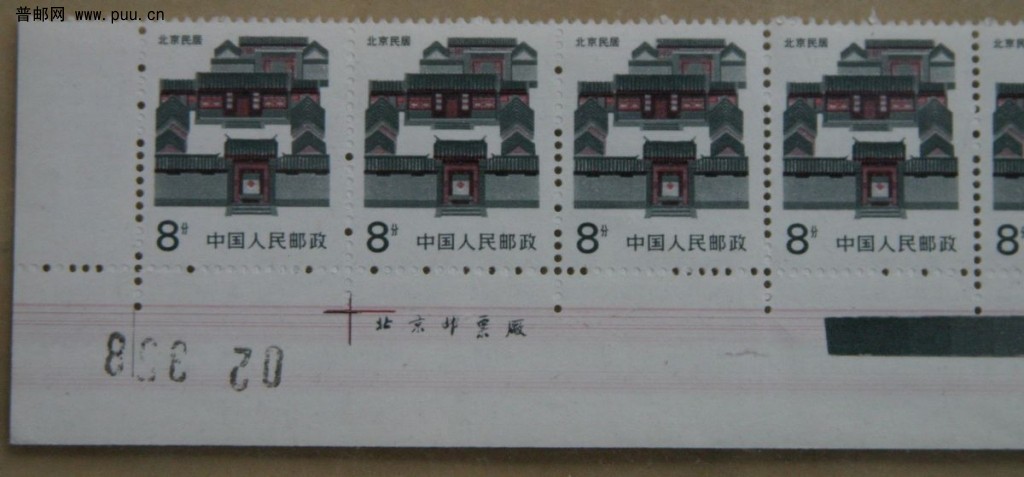 普邮网 www.puu.cn
北京民居 北京民居 北京民居 北京民居 北
8分 中国人民邮政 8分 中国人民邮政 8分 中国人民邮政 8分 中国人民邮政 8分
北京邮票厂